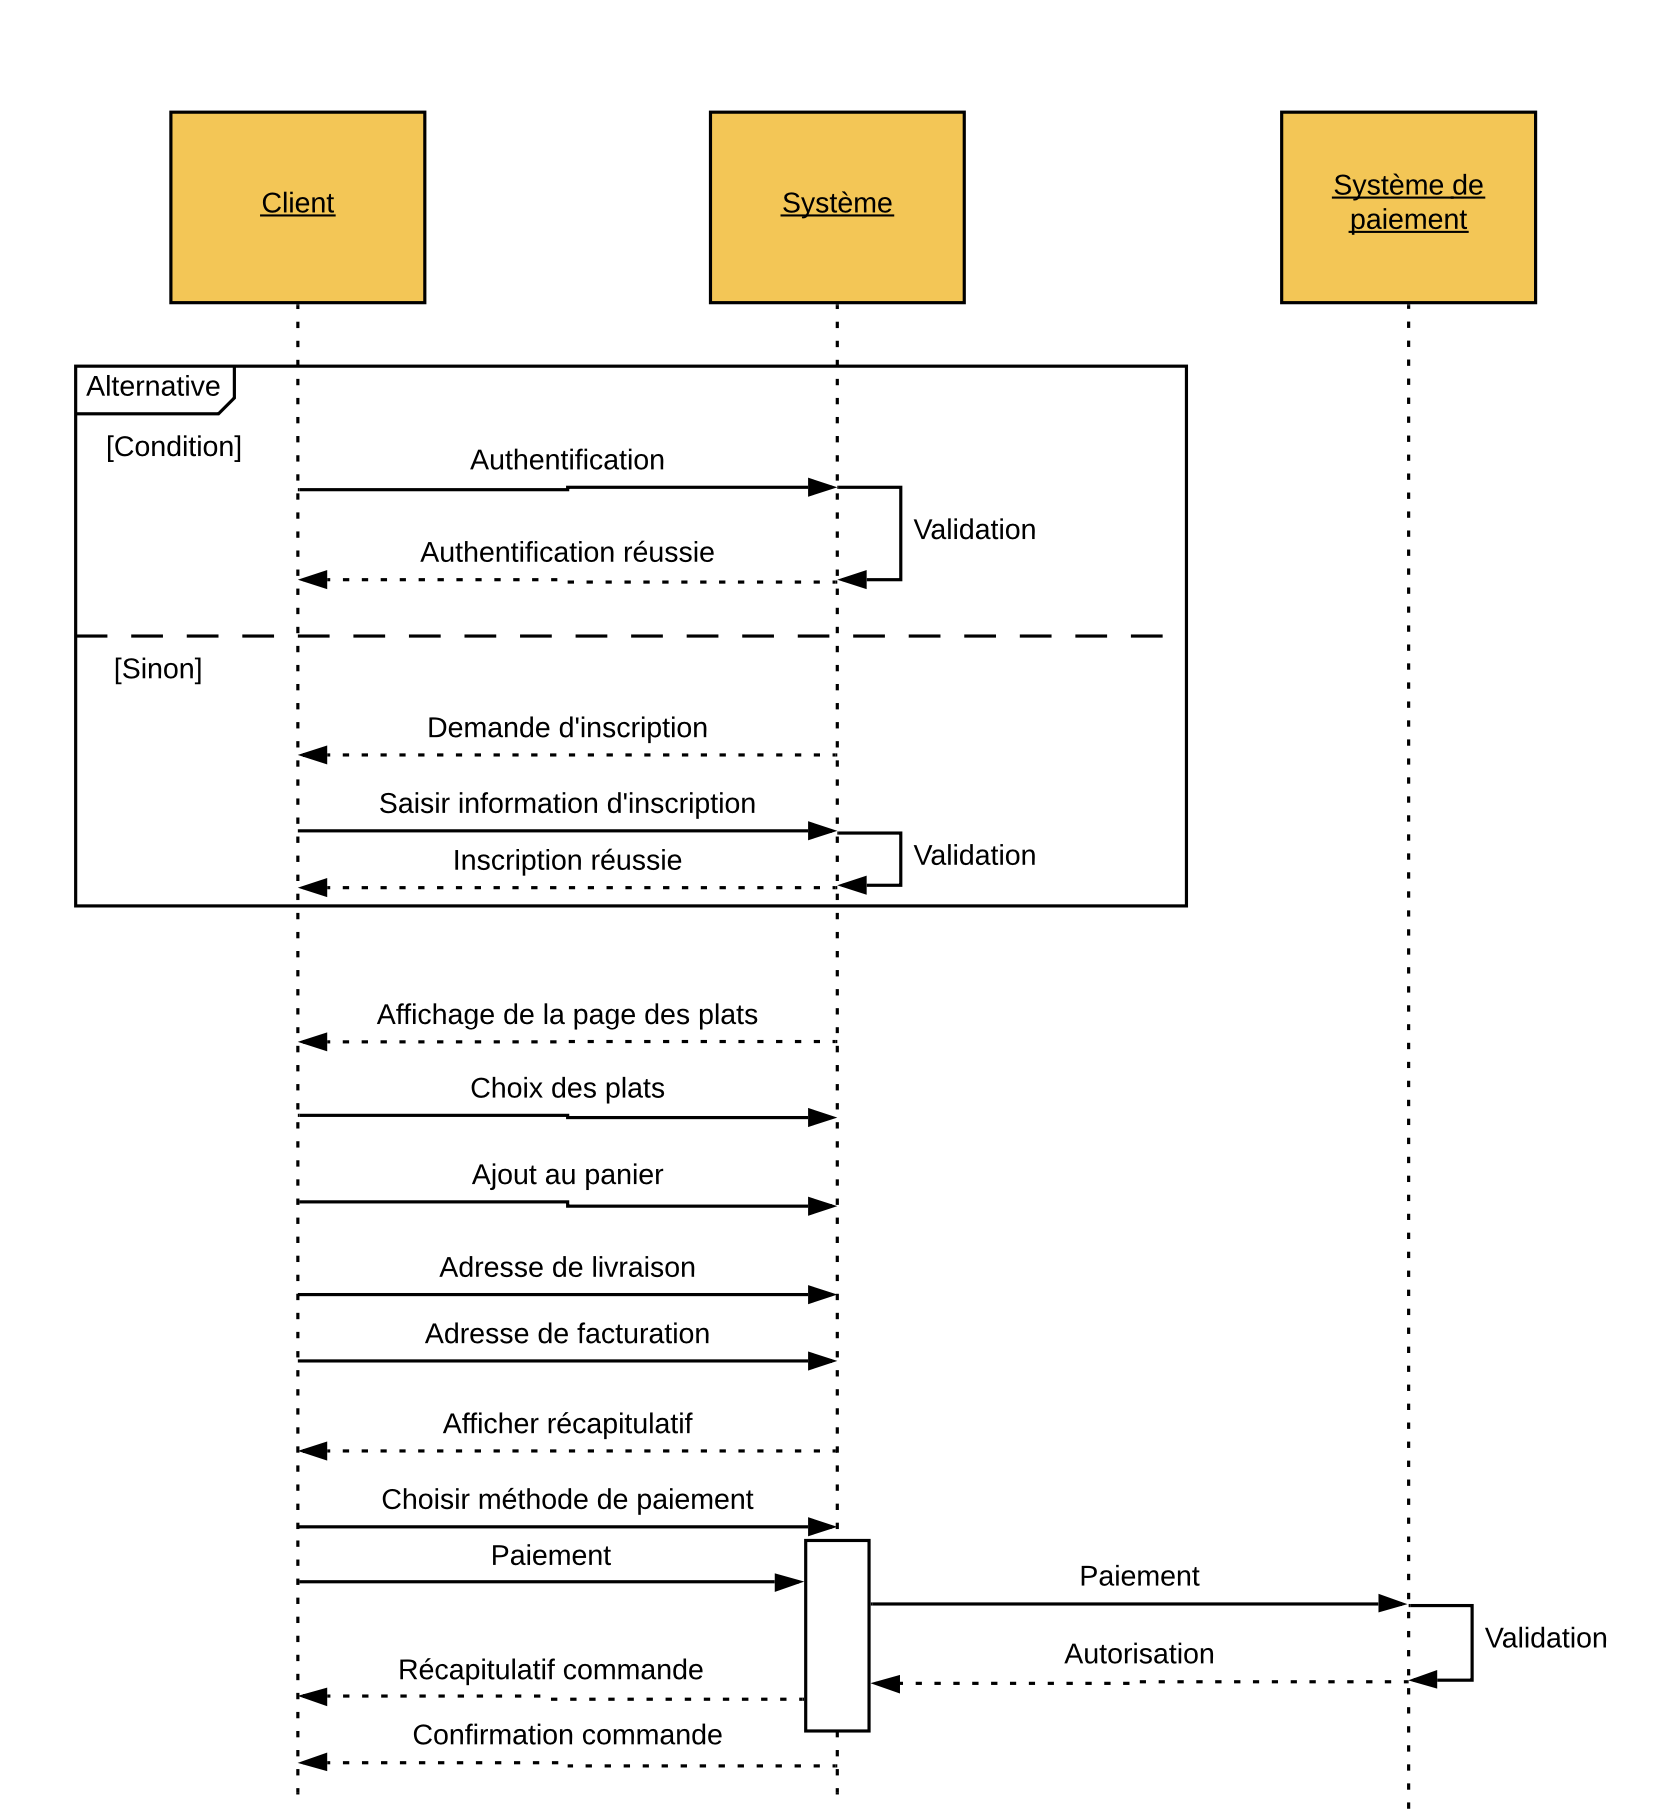 Client
Système
Système de
paiement
Alternative
[Condition]
Authentification
Validation
Authentification réussie
[Sinon]
Demande d'inscription
Saisir information d'inscription
Validation
Inscription réussie
Affichage de la page des plats
Choix des plats
Ajout au panier
Adresse de livraison
Adresse de facturation
Afficher récapitulatif
Choisir méthode de paiement
Paiement
Paiement
Validation
Autorisation
Récapitulatif commande
Confirmation commande